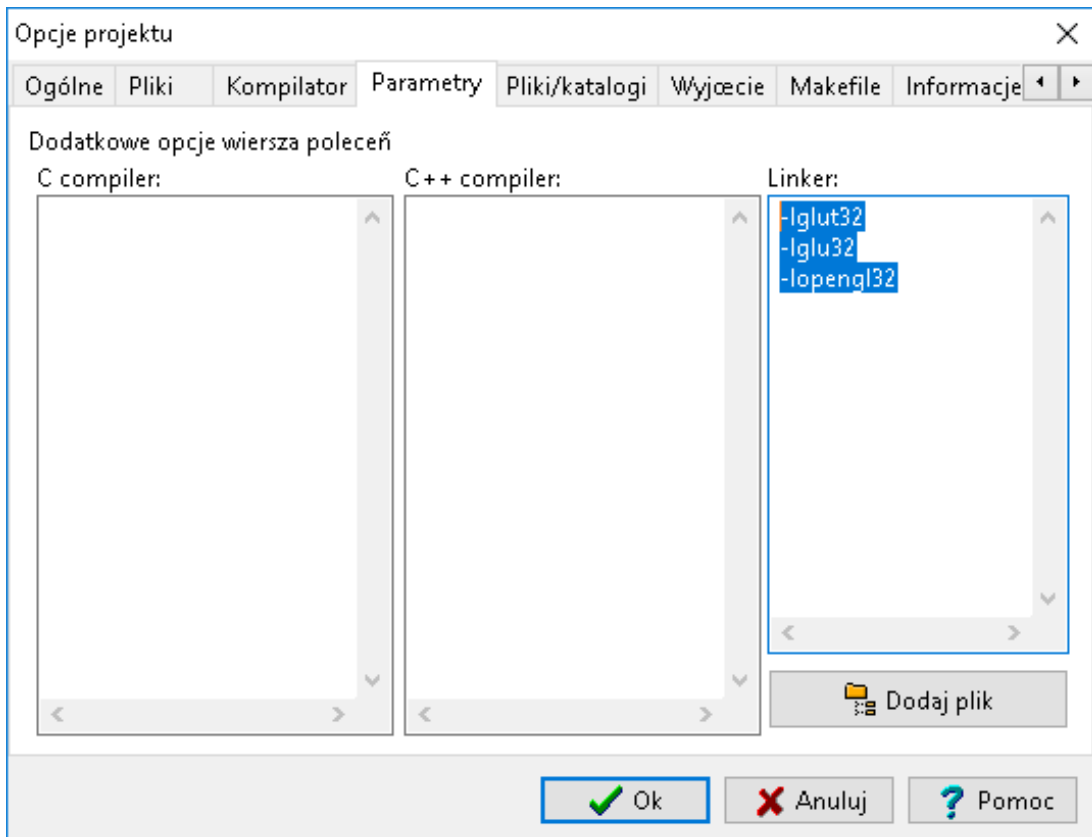 Opcje projektu
Ogólne Pliki Kompilator Parametry Pliki/katalogi Wyjœcie Makefile Informacje
Dodatkowe opcje wiersza poleceñ
C compiler: C++ compiler: Linker:
-lglut32
-lglu32
-lopengl32
Dodaj plik
Ok Anuluj Pomoc